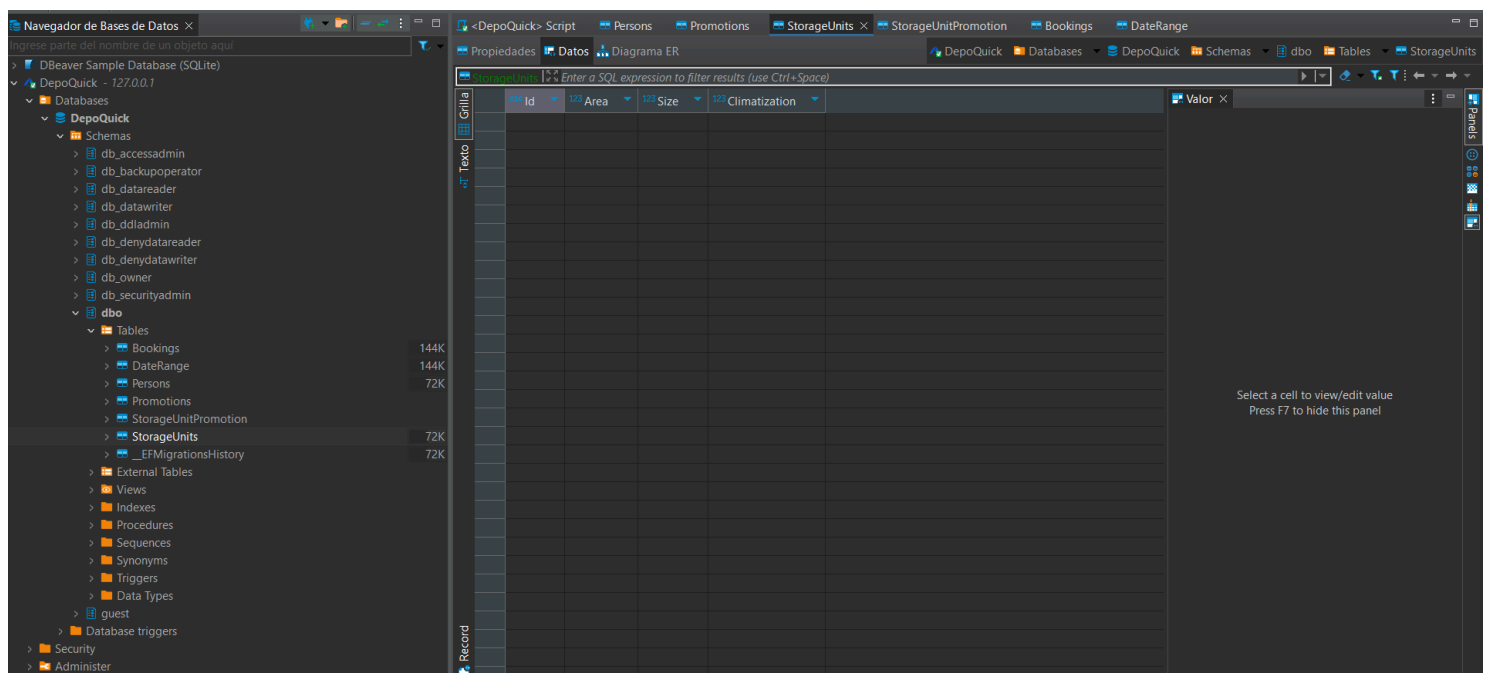 Navegador de Bases de Datos
Ingrese parte del nombre de un objeto aquí
DBeaver Sample Database (SQLite)
DepoQuick - 127.0.0.1
Databases
DepoQuick
Schemas
db_accessadmin
db_backupoperator
db_datareader
db_datawriter
db_ddladmin
db_denydatareader
db_denydatawriter
db_owner
db_securityadmin
dbo
Tables
Bookings 144K
DateRange 144K
Persons 72K
Promotions
StorageUnitPromotion
StorageUnits 72K
__EFMigrationsHistory 72K
External Tables
Views
Indexes
Procedures
Sequences
Synonyms
Triggers
Data Types
guest
Database triggers
Security
Administer
<DepoQuick> Script Persons Promotions StorageUnits StorageUnitPromotion Bookings DateRange
Propiedades Datos Diagrama ER DepoQuick Databases DepoQuick Schemas dbo Tables StorageUnits
StorageUnits Enter a SQL expression to filter results (use Ctrl+Space)
Grilla
Texto
Record
123 Id 123 Area 123 Size 123 Climatization
Valor
Select a cell to view/edit value
Press F7 to hide this panel
Panels